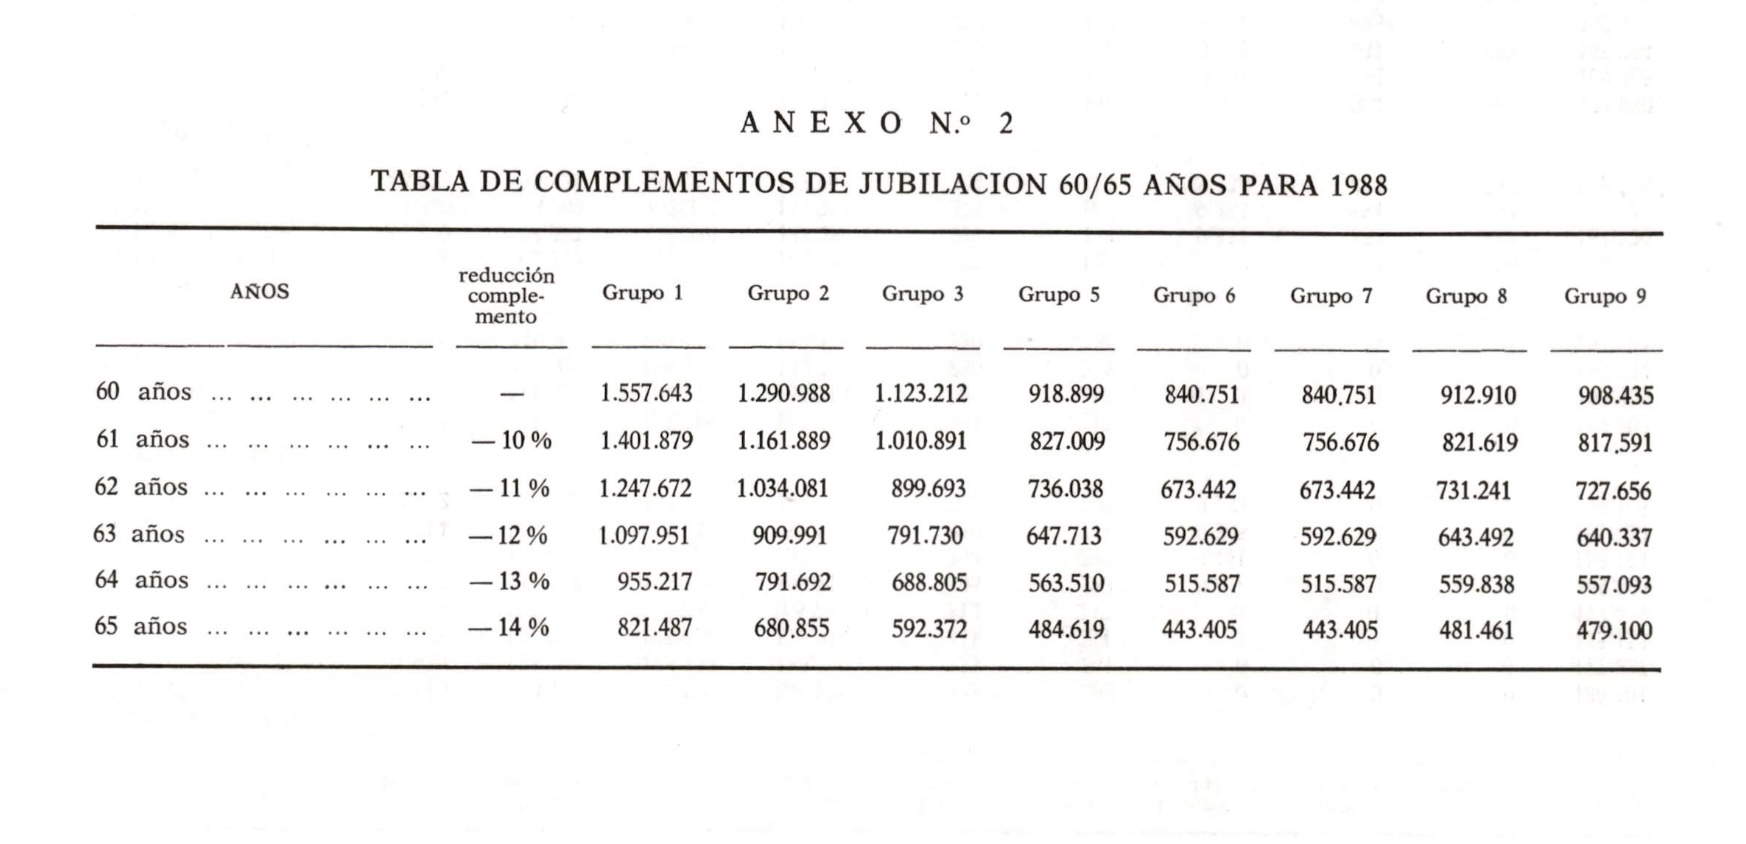 ANEXO N.º 2
TABLA DE COMPLEMENTOS DE JUBILACION 60/65 AÑOS PARA 1988
AÑOS reducción comple- mento Grupo 1 Grupo 2 Grupo 3 Grupo 5 Grupo 6 Grupo 7 Grupo 8 Grupo 9
60 años ... ... ... ... ... ... — 1.557.643 1.290.988 1.123.212 918.899 840.751 840.751 912.910 908.435
61 años ... ... ... ... ... ... — 10 % 1.401.879 1.161.889 1.010.891 827.009 756.676 756.676 821.619 817.591
62 años ... ... ... ... ... ... — 11 % 1.247.672 1.034.081 899.693 736.038 673.442 673.442 731.241 727.656
63 años ... ... ... ... ... ... — 12 % 1.097.951 909.991 791.730 647.713 592.629 592.629 643.492 640.337
64 años ... ... ... ... ... ... — 13 % 955.217 791.692 688.805 563.510 515.587 515.587 559.838 557.093
65 años ... ... ... ... ... ... — 14 % 821.487 680.855 592.372 484.619 443.405 443.405 481.461 479.100